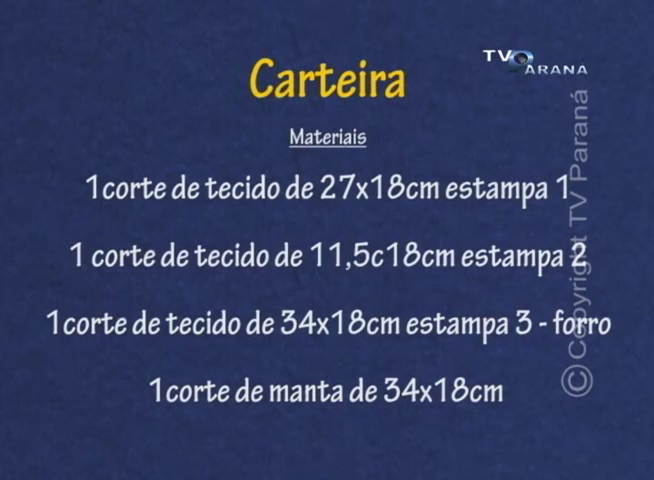 TV PARANA
Carteira
Materiais
1corte de tecido de 27x18cm estampa 1
1 corte de tecido de 11,5c18cm estampa 2
1corte de tecido de 34x18cm estampa 3 - forro
1corte de manta de 34x18cm
© Copyright TV Paraná